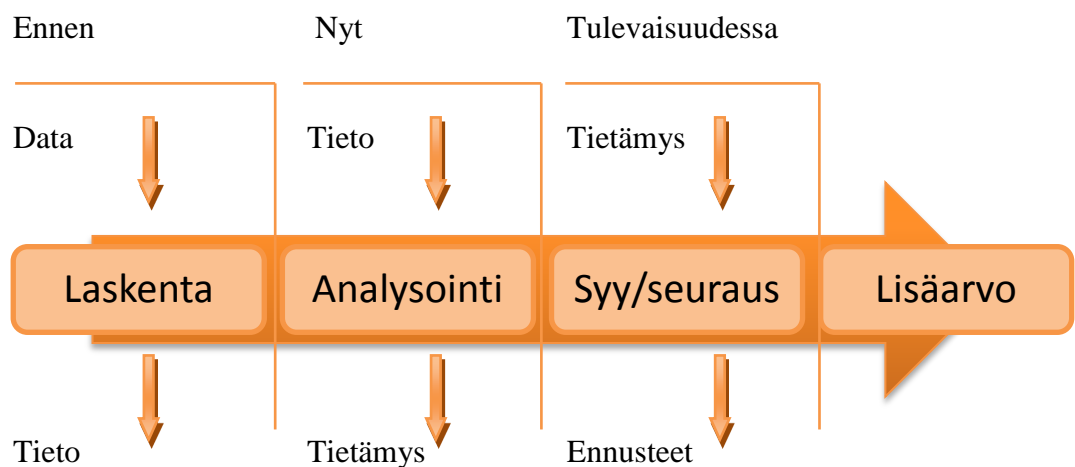 Ennen Nyt Tulevaisuudessa
Data Tieto Tietämys
Laskenta Analysointi Syy/seuraus Lisäarvo
Tieto Tietämys Ennusteet